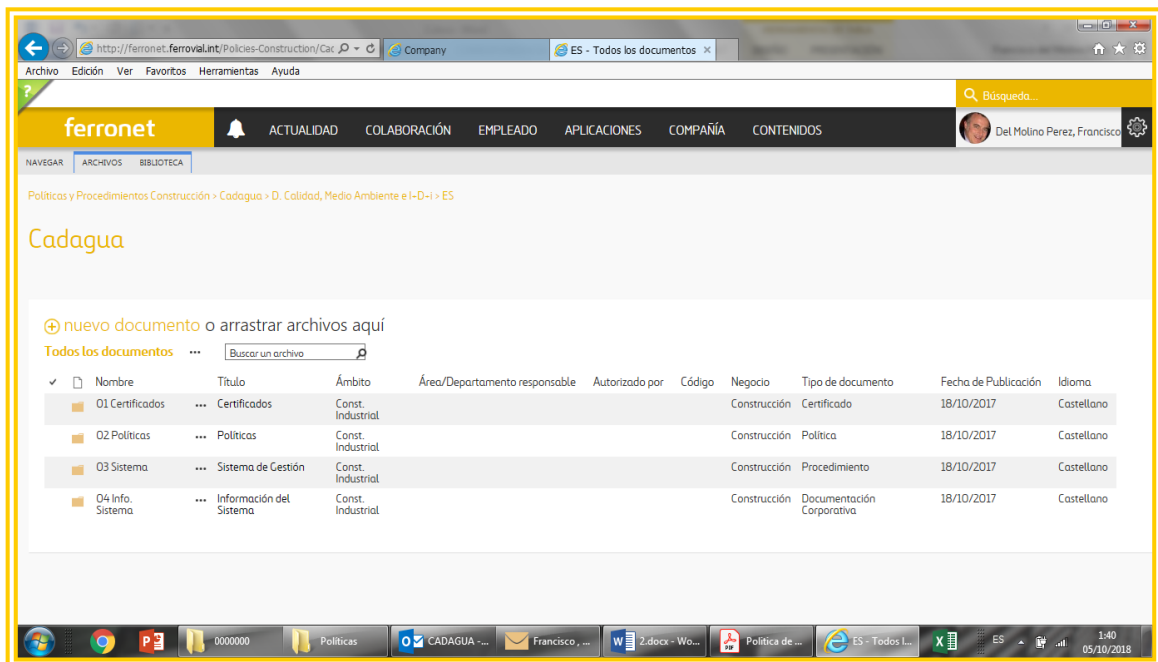 http://ferronet.ferrovial.int/Policies-Construction/Cac
Company
ES - Todos los documentos
Archivo Edición Ver Favoritos Herramientas Ayuda
?
Búsqueda...
ferronet
ACTUALIDAD COLABORACIÓN EMPLEADO APLICACIONES COMPAÑÍA CONTENIDOS
Del Molino Perez, Francisco
NAVEGAR ARCHIVOS BIBLIOTECA
Políticas y Procedimientos Construcción > Cadagua > D. Calidad, Medio Ambiente e I+D+i > ES
Cadagua
nuevo documento o arrastrar archivos aquí
Todos los documentos ... Buscar un archivo
Nombre Título Ámbito Área/Departamento responsable Autorizado por Código Negocio Tipo de documento Fecha de Publicación Idioma
01 Certificados ... Certificados Const. Construcción Certificado 18/10/2017 Castellano
Industrial
02 Políticas ... Políticas Const. Construcción Política 18/10/2017 Castellano
Industrial
03 Sistema ... Sistema de Gestión Const. Construcción Procedimiento 18/10/2017 Castellano
Industrial
04 Info. ... Información del Const. Construcción Documentación 18/10/2017 Castellano
Sistema Sistema Industrial Corporativa
0000000 Políticas CADAGUA -... Francisco , ... 2.docx - Wo... Politica de ... ES - Todos l... ES 1:40
05/10/2018